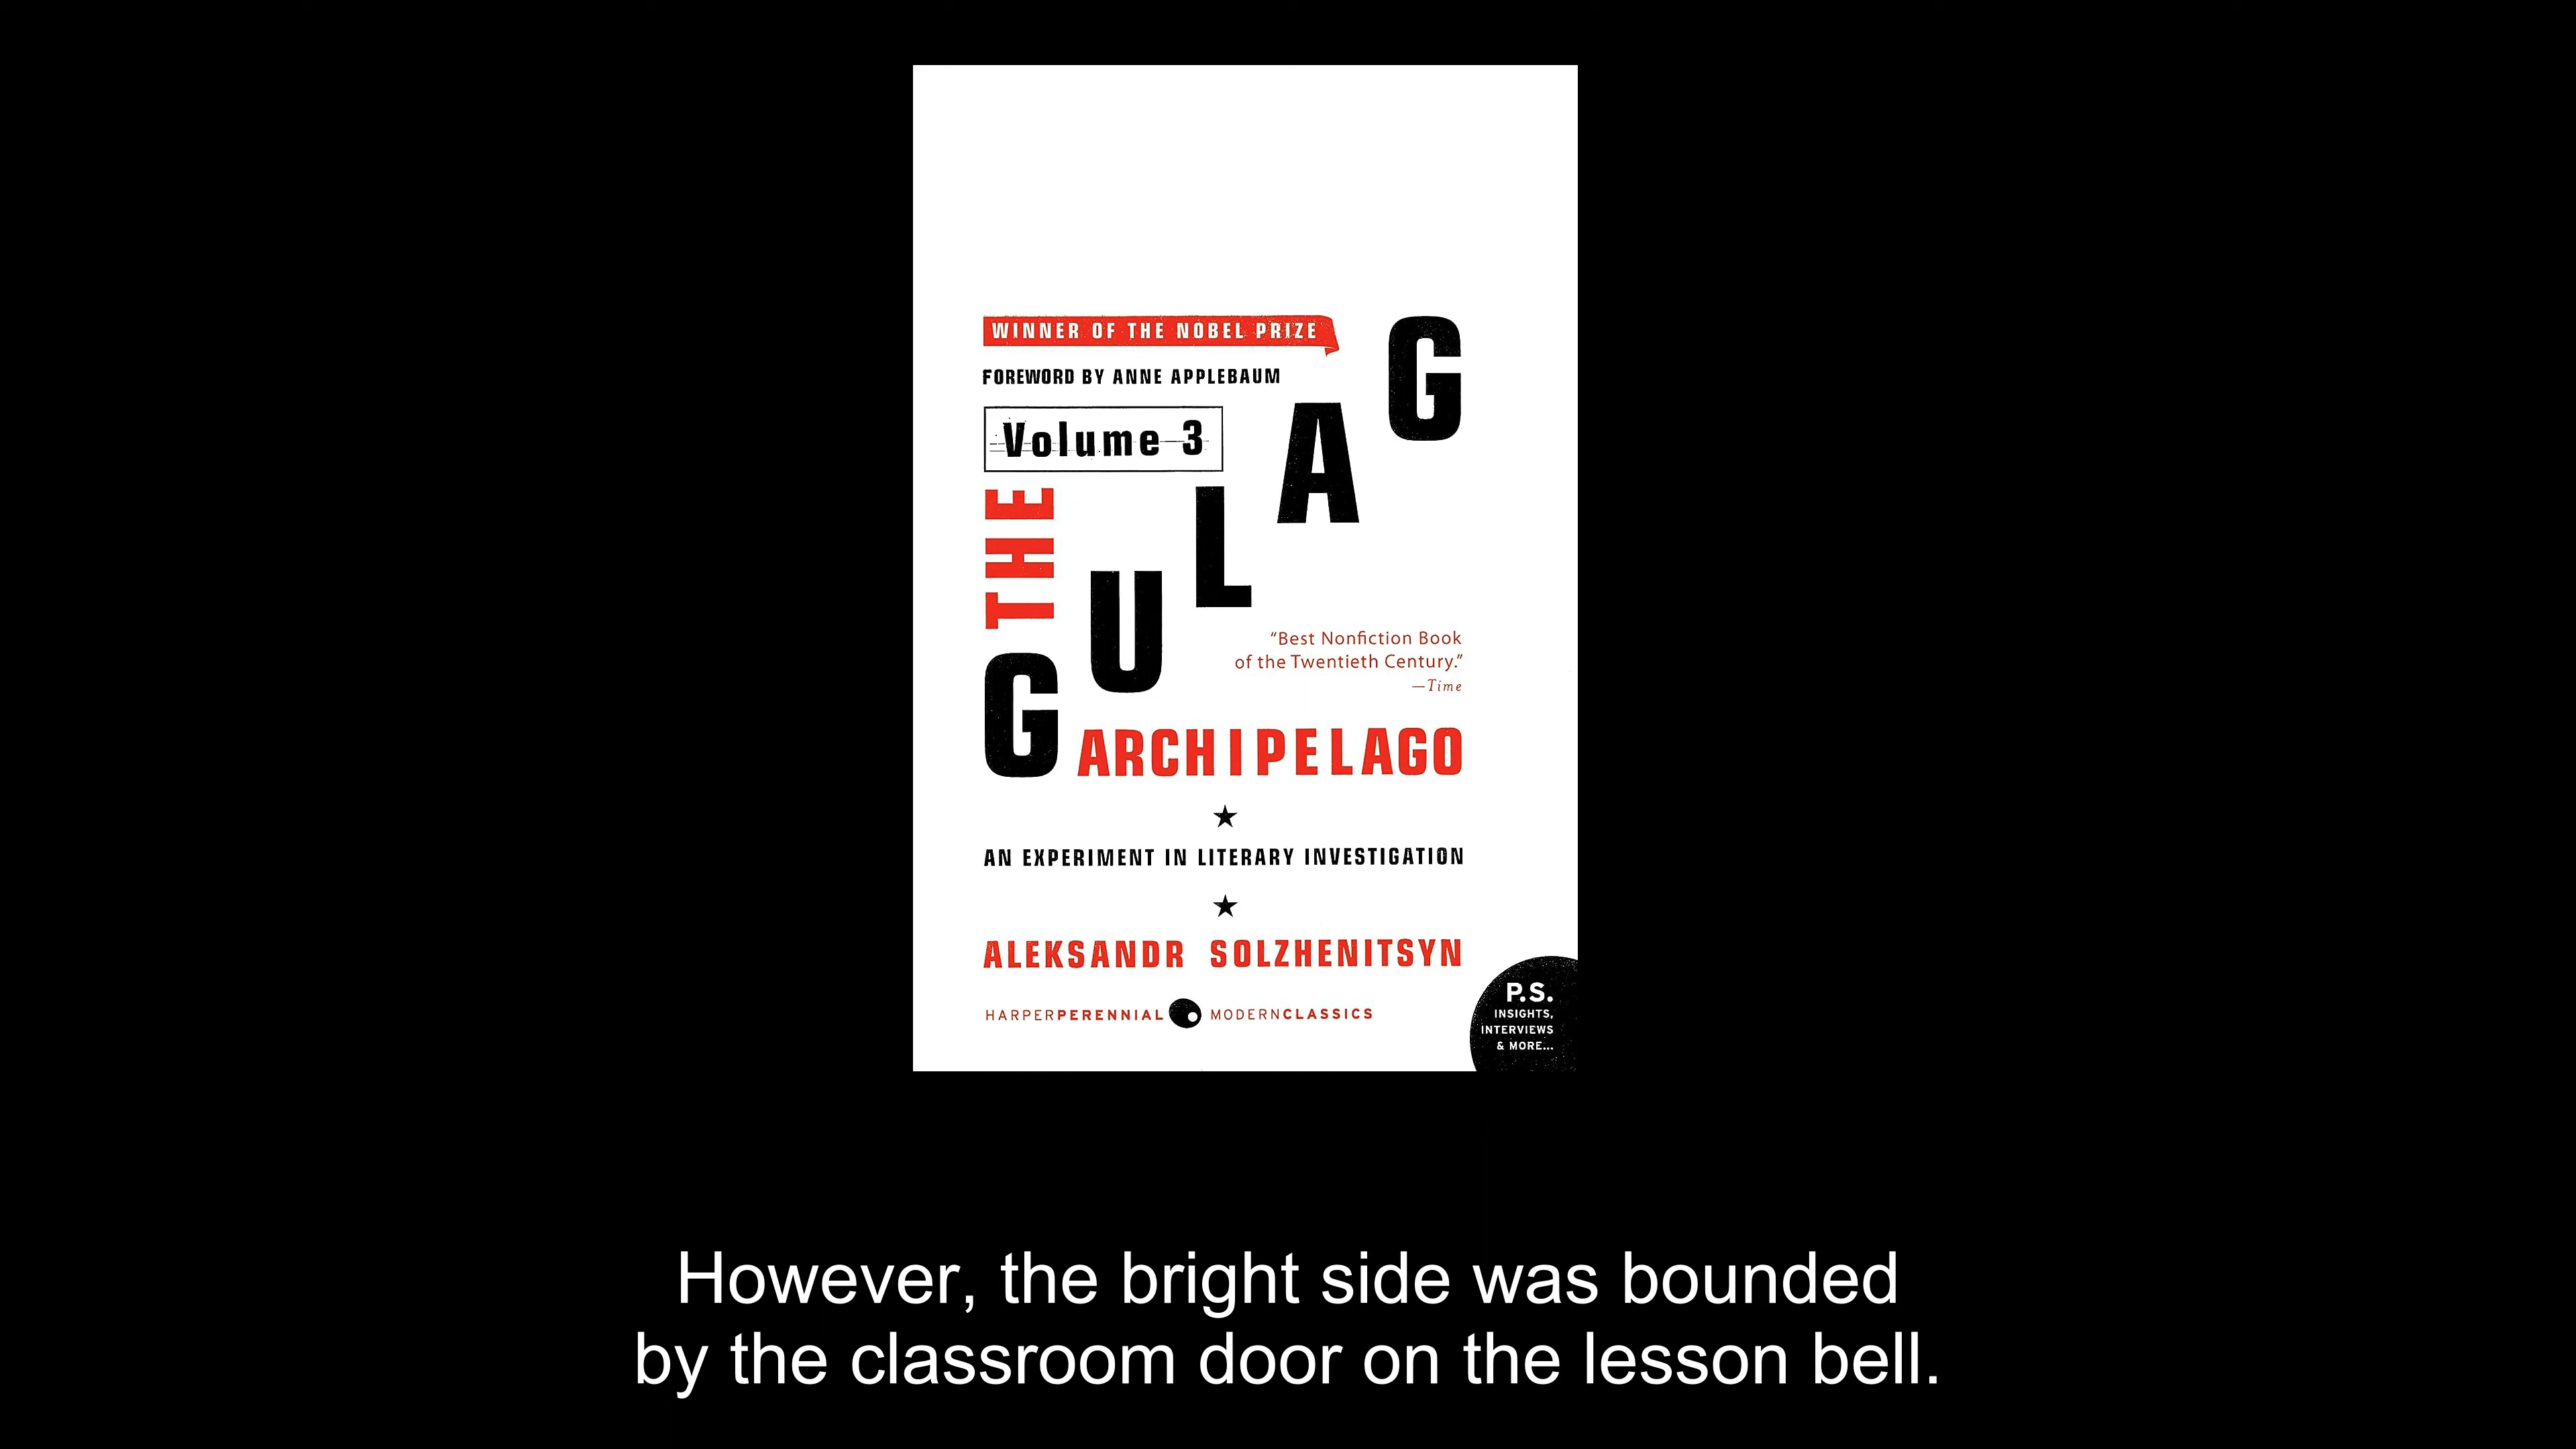 WINNER OF THE NOBEL PRIZE
FOREWORD BY ANNE APPLEBAUM
Volume 3
THE
GULAG
"Best Nonfiction Book
of the Twentieth Century."
—Time
ARCHIPELAGO
AN EXPERIMENT IN LITERARY INVESTIGATION
ALEKSANDR SOLZHENITSYN
HARPERPERENNIAL MODERNCLASSICS
P.S.
INSIGHTS,
INTERVIEWS
& MORE...
However, the bright side was bounded
by the classroom door on the lesson bell.